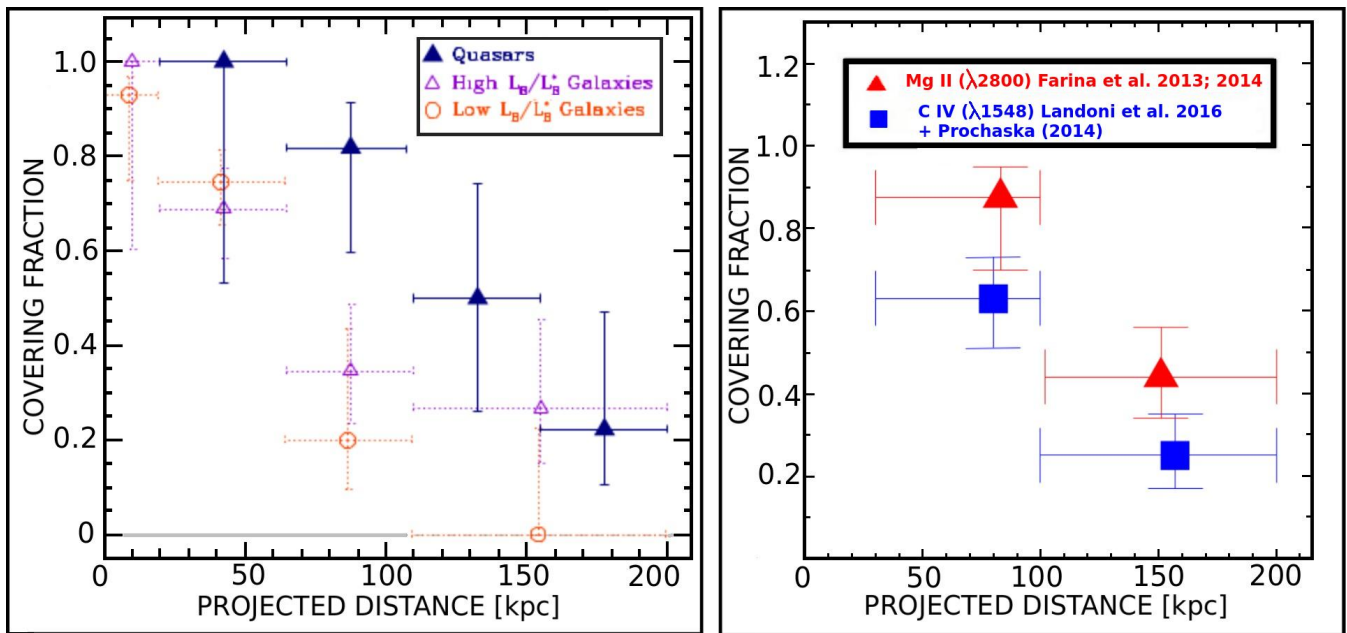 Quasars
High L_B/L*_B Galaxies
Low L_B/L*_B Galaxies
COVERING FRACTION
1.0
0.8
0.6
0.4
0.2
0
0 50 100 150 200
PROJECTED DISTANCE [kpc]
Mg II (λ2800) Farina et al. 2013; 2014
C IV (λ1548) Landoni et al. 2016
+ Prochaska (2014)
COVERING FRACTION
1.2
1.0
0.8
0.6
0.4
0.2
0 50 100 150 200
PROJECTED DISTANCE [kpc]